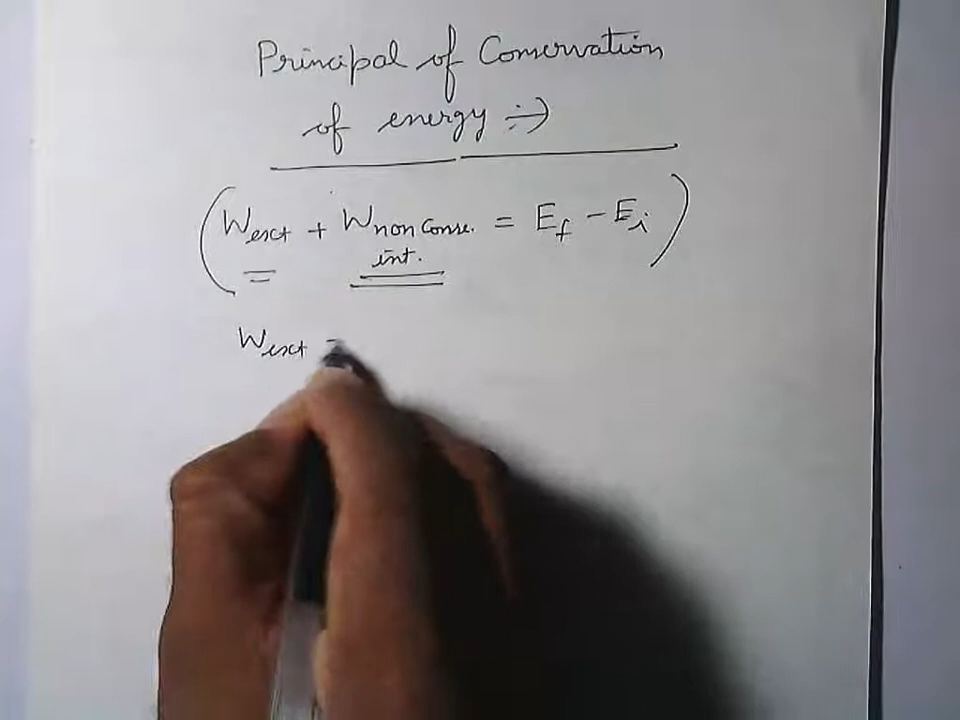 Principal of Conservation
of energy :→
(Wext + Wnon Conse. = Ef - Ei)
int.
Wext =